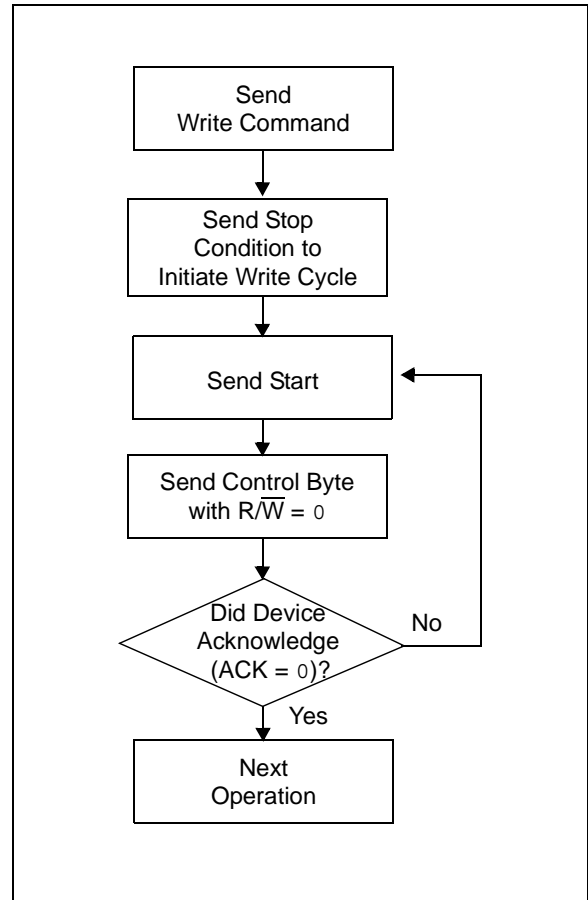 Send
Write Command
Send Stop
Condition to
Initiate Write Cycle
Send Start
Send Control Byte
with R/W̅ = 0
Did Device
Acknowledge
(ACK = 0)?
No
Yes
Next
Operation